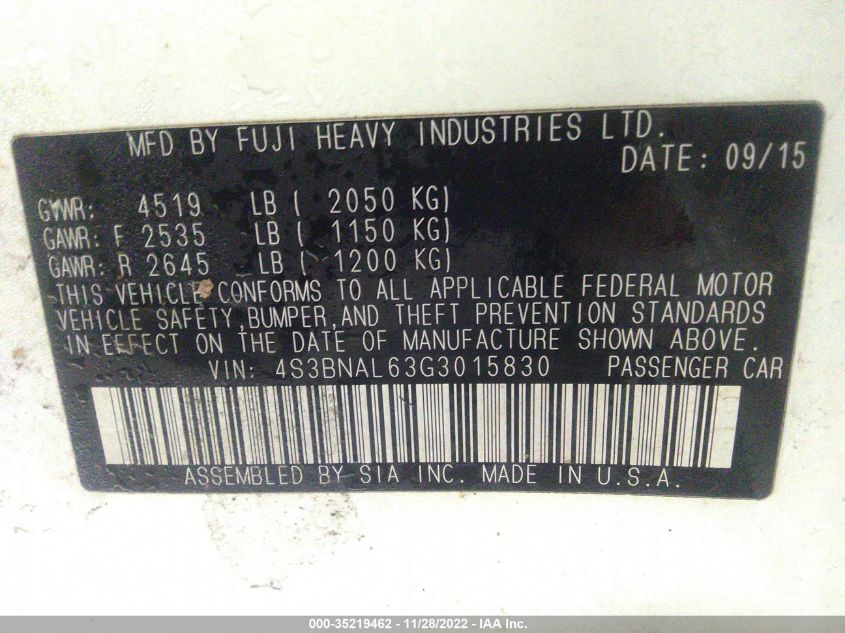 MFD BY FUJI HEAVY INDUSTRIES LTD.
DATE: 09/15
GVWR: 4519 LB ( 2050 KG)
GAWR: F 2535 LB ( 1150 KG)
GAWR: R 2645 LB ( 1200 KG)
THIS VEHICLE CONFORMS TO ALL APPLICABLE FEDERAL MOTOR
VEHICLE SAFETY,BUMPER,AND THEFT PREVENTION STANDARDS
IN EFFECT ON THE DATE OF MANUFACTURE SHOWN ABOVE.
VIN: 4S3BNAL63G3015830 PASSENGER CAR
ASSEMBLED BY SIA INC. MADE IN U.S.A.
000-35219462 - 11/28/2022 - IAA Inc.